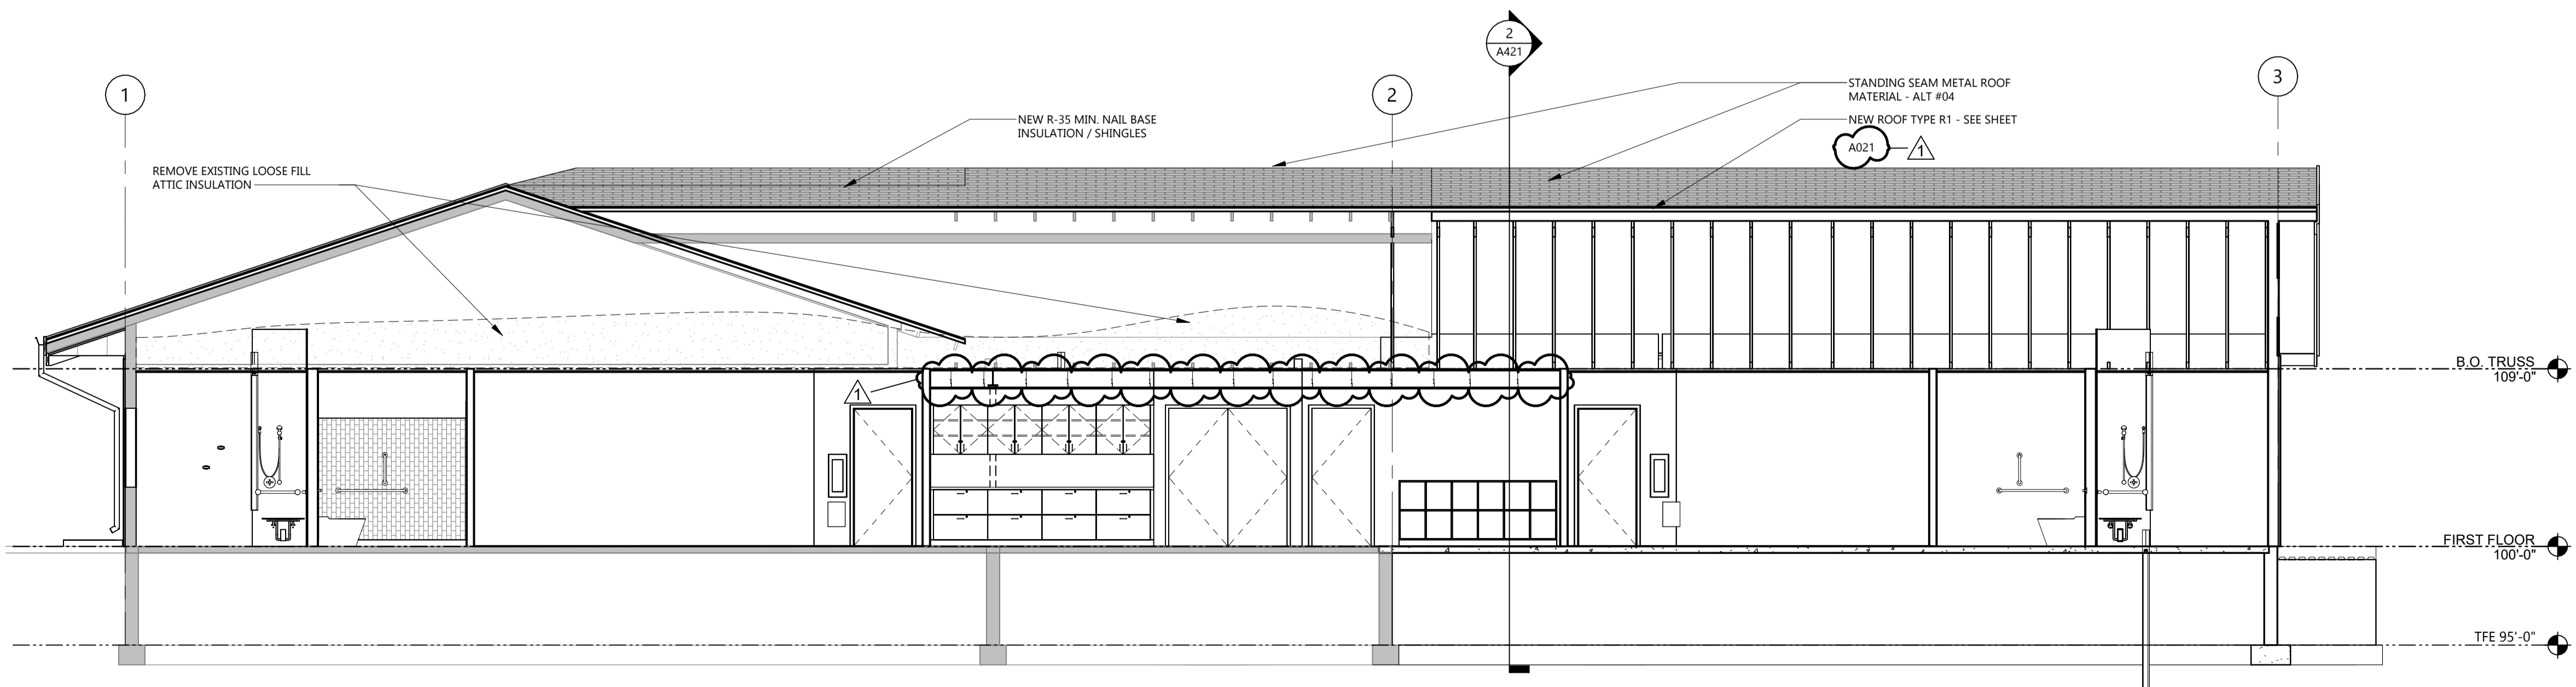 2
A421
1
2
3
STANDING SEAM METAL ROOF
MATERIAL - ALT #04
NEW R-35 MIN. NAIL BASE
INSULATION / SHINGLES
NEW ROOF TYPE R1 - SEE SHEET
A021
1
REMOVE EXISTING LOOSE FILL
ATTIC INSULATION
B.O. TRUSS
109'-0"
1
FIRST FLOOR
100'-0"
TFE 95'-0"